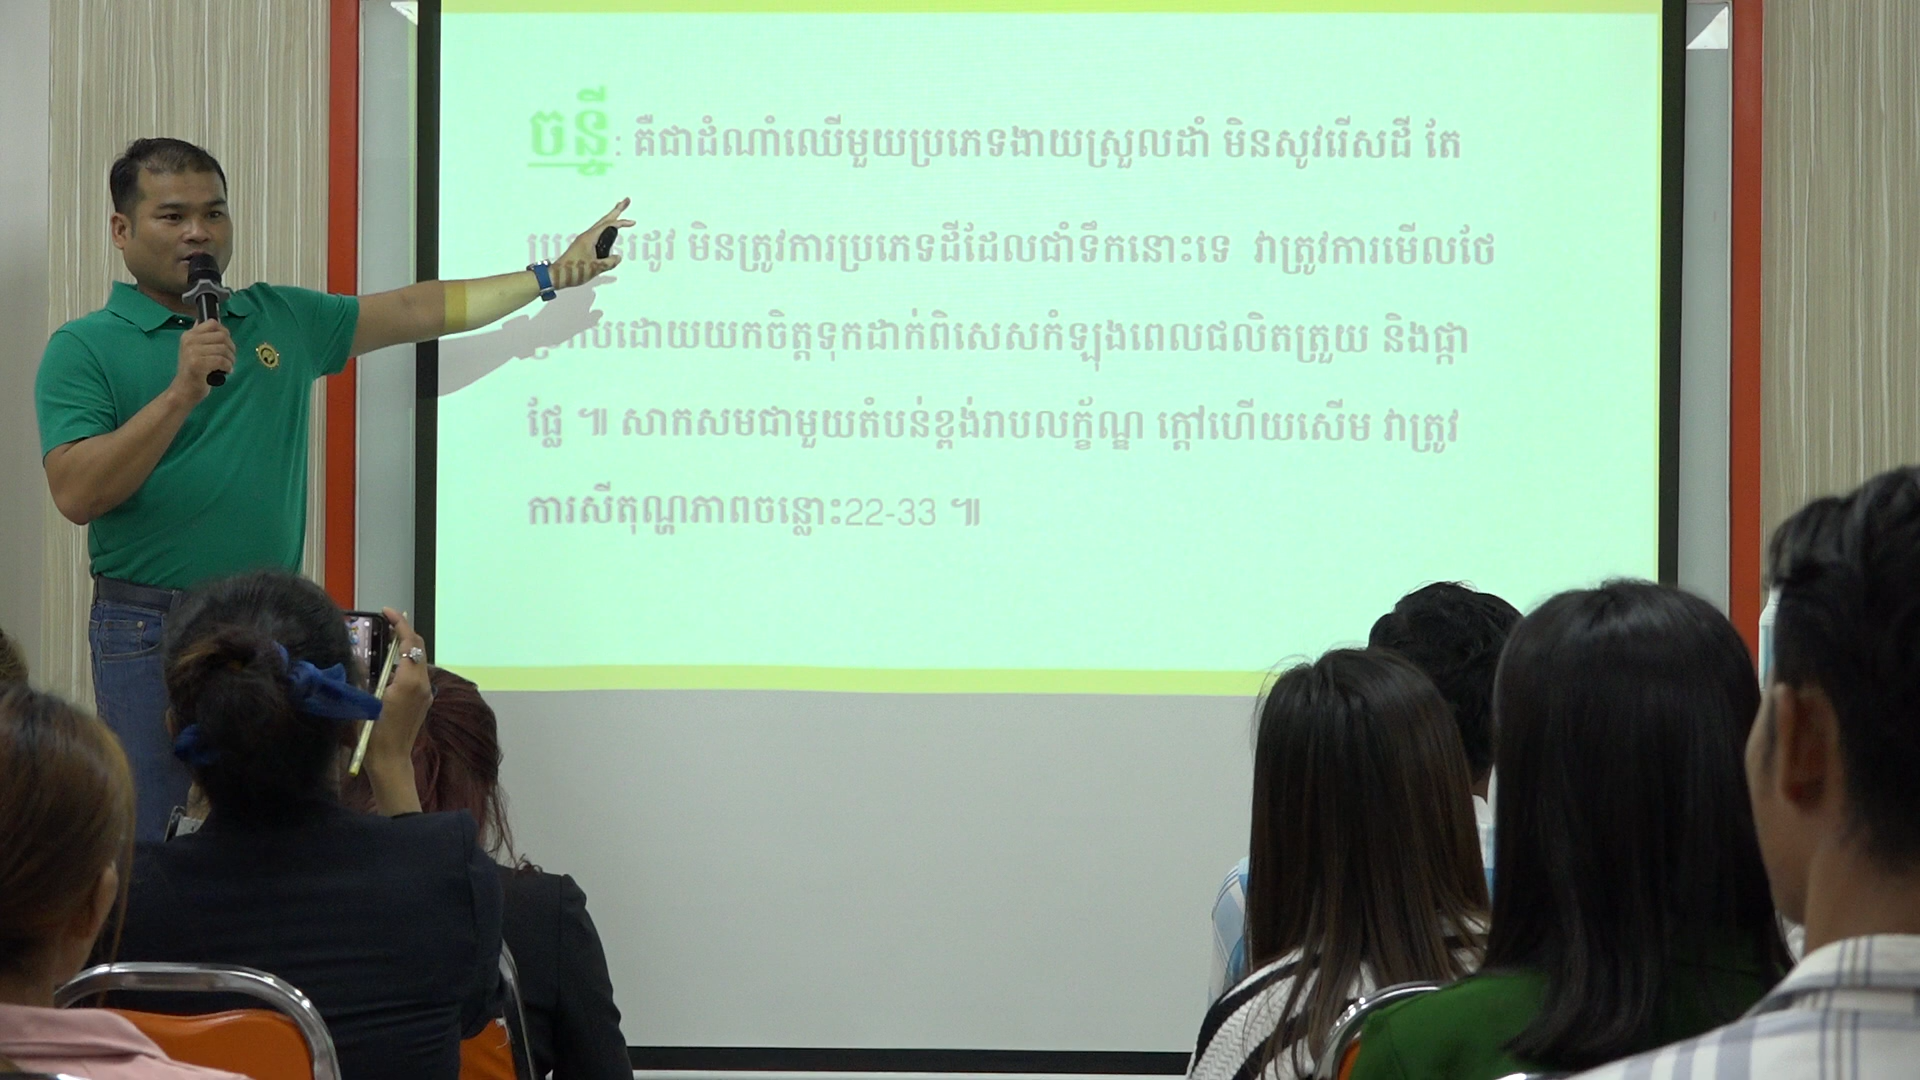 ចន្ទី: គឺជាដំណាំឈើមួយប្រភេទងាយស្រួលដាំ មិនសូវរើសដី តែ
មិនត្រូវការប្រភេទដីដែលជាំទឹកនោះទេ វាត្រូវការមើលថែ
ដោយយកចិត្តទុកដាក់ពិសេសកំឡុងពេលផលិតត្រួយ និងផ្កា
ផ្លែ ៕ សាកសមជាមួយតំបន់ខ្ពង់រាបលក្ខ័ណ្ឌ ក្តៅហើយសើម វាត្រូវ
ការសីតុណ្ហភាពចន្លោះ22-33 ៕